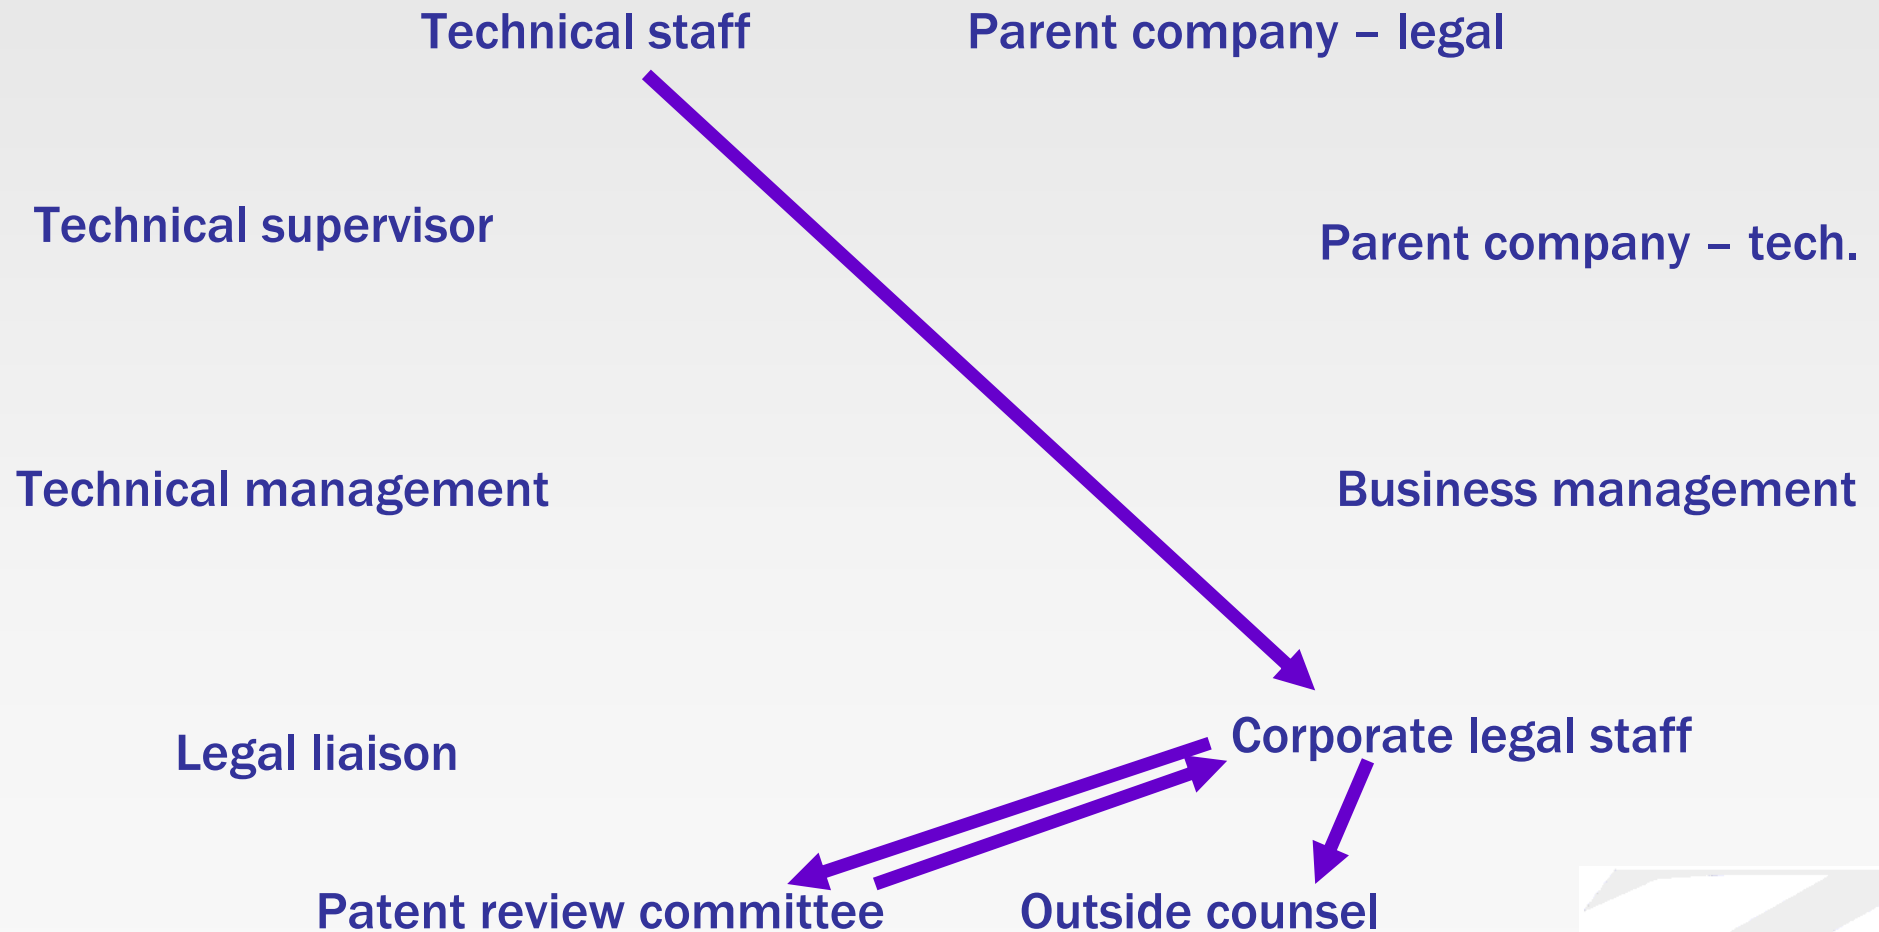 Technical staff
Parent company – legal
Technical supervisor
Parent company – tech.
Technical management
Business management
Corporate legal staff
Legal liaison
Patent review committee
Outside counsel